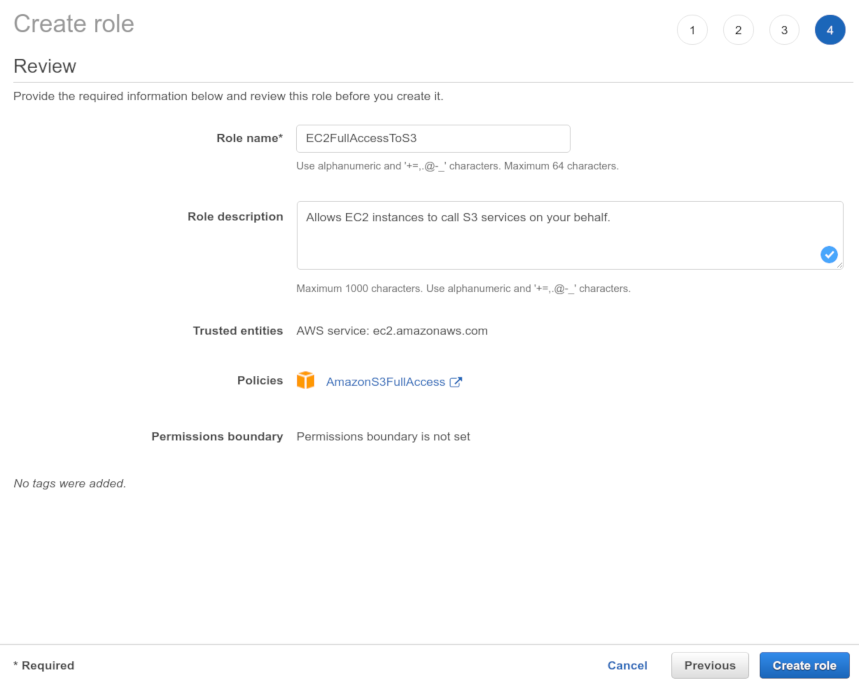 Create role
1 2 3 4
Review
Provide the required information below and review this role before you create it.
Role name* EC2FullAccessToS3
Use alphanumeric and '+=,.@-_' characters. Maximum 64 characters.
Role description Allows EC2 instances to call S3 services on your behalf.
Maximum 1000 characters. Use alphanumeric and '+=,.@-_' characters.
Trusted entities AWS service: ec2.amazonaws.com
Policies AmazonS3FullAccess
Permissions boundary Permissions boundary is not set
No tags were added.
* Required Cancel Previous Create role